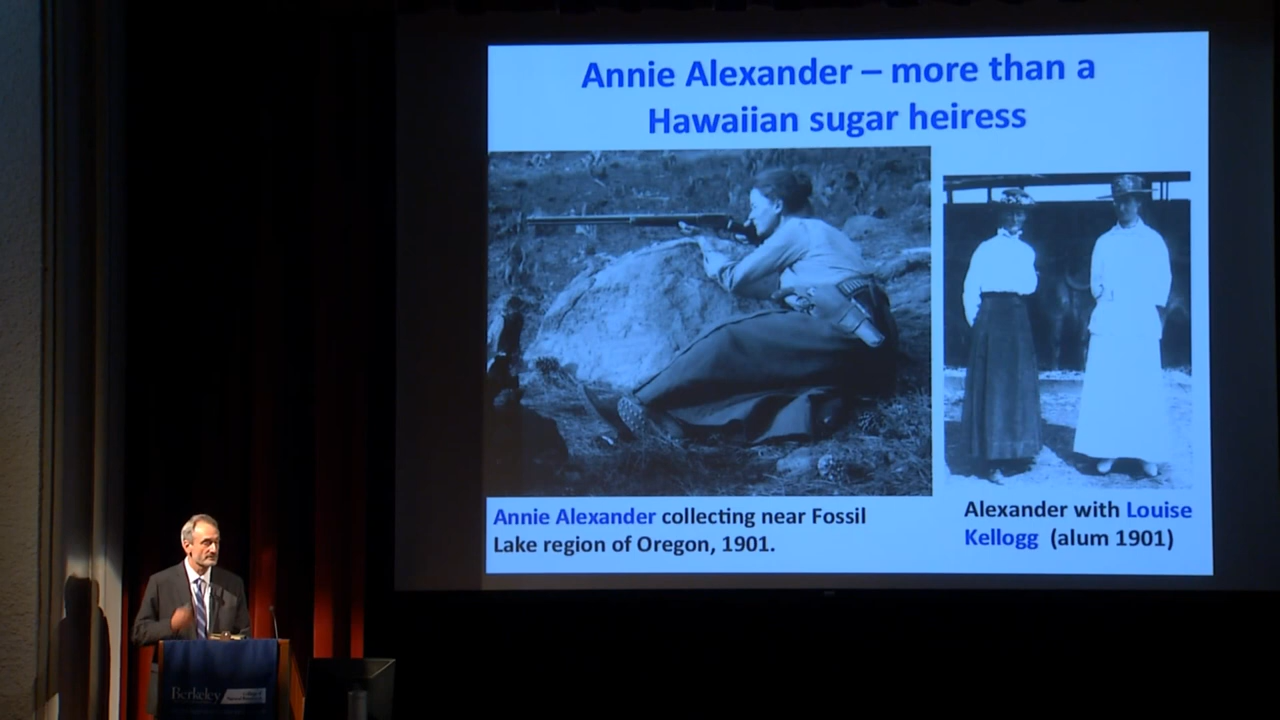 Annie Alexander – more than a
Hawaiian sugar heiress
Annie Alexander collecting near Fossil
Lake region of Oregon, 1901.
Alexander with Louise
Kellogg (alum 1901)
Berkeley